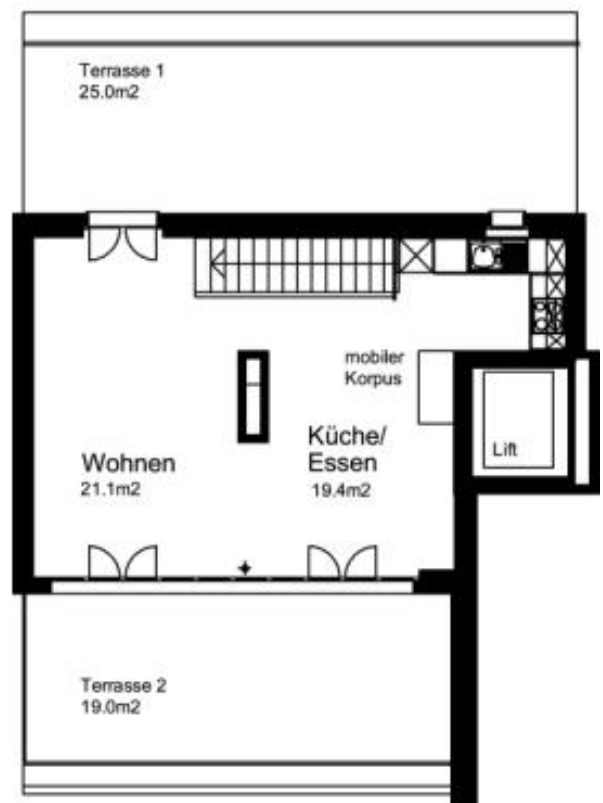 Terrasse 1
25.0m2
mobiler
Korpus
Küche/
Essen
19.4m2
Wohnen
21.1m2
Lift
Terrasse 2
19.0m2